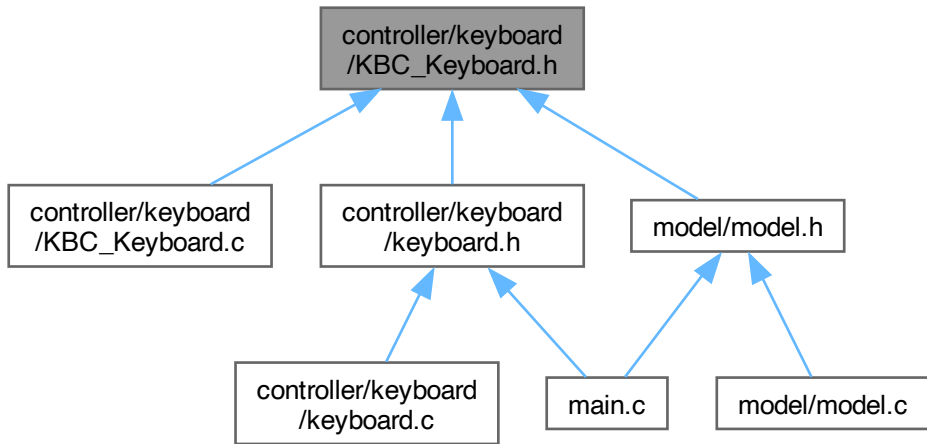 controller/keyboard
/KBC_Keyboard.h
controller/keyboard
/KBC_Keyboard.c
controller/keyboard
/keyboard.h
model/model.h
controller/keyboard
/keyboard.c
main.c
model/model.c